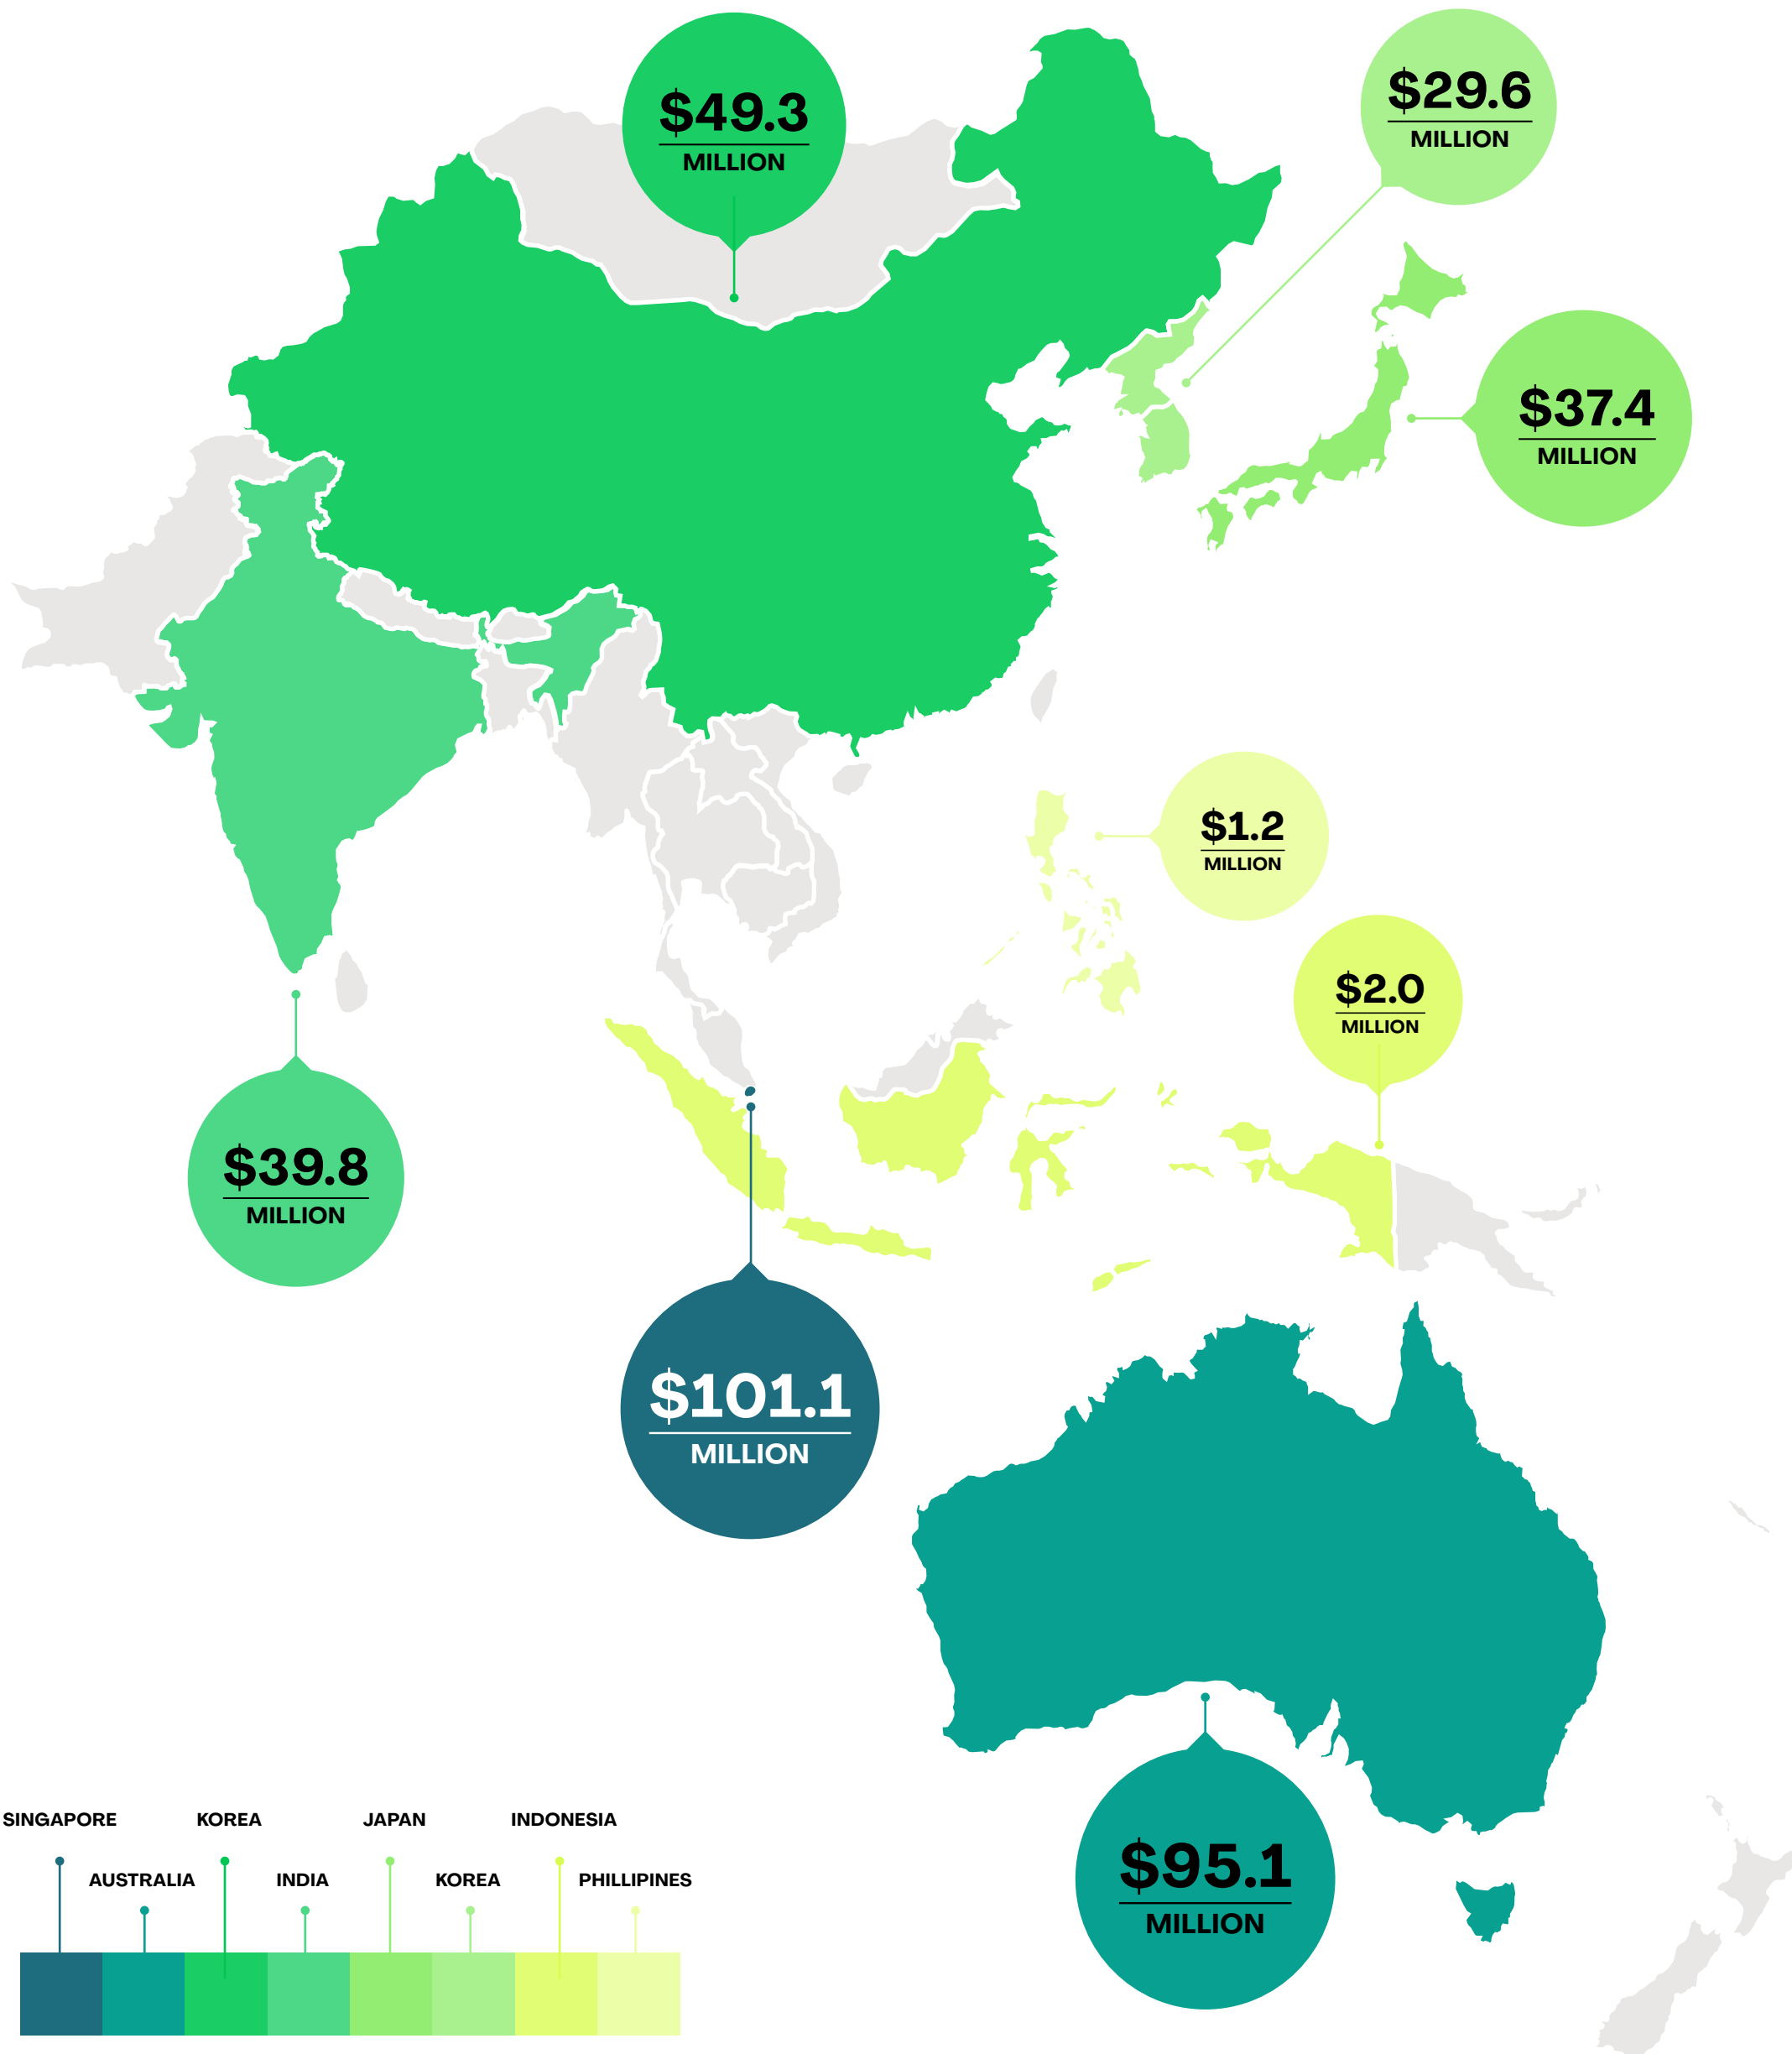 $49.3
MILLION
$29.6
MILLION
$37.4
MILLION
$1.2
MILLION
$2.0
MILLION
$39.8
MILLION
$101.1
MILLION
$95.1
MILLION
SINGAPORE
KOREA
JAPAN
INDONESIA
AUSTRALIA
INDIA
KOREA
PHILLIPINES